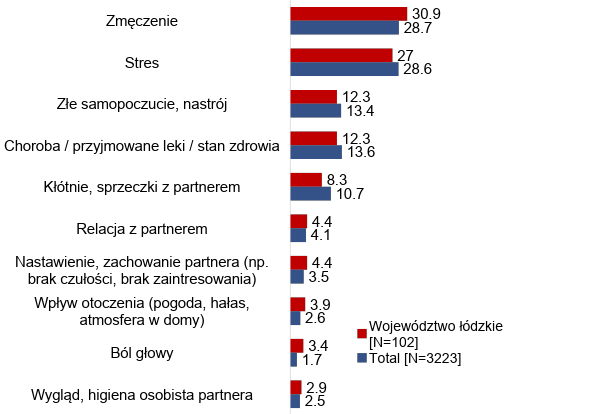 Zmęczenie
30.9
28.7
Stres
27
28.6
Złe samopoczucie, nastrój
12.3
13.4
Choroba / przyjmowane leki / stan zdrowia
12.3
13.6
Kłótnie, sprzeczki z partnerem
8.3
10.7
Relacja z partnerem
4.4
4.1
Nastawienie, zachowanie partnera (np.
brak czułości, brak zaintresowania)
4.4
3.5
Wpływ otoczenia (pogoda, hałas,
atmosfera w domy)
3.9
2.6
Ból głowy
3.4
1.7
Wygląd, higiena osobista partnera
2.9
2.5
Województwo łódzkie
[N=102]
Total [N=3223]